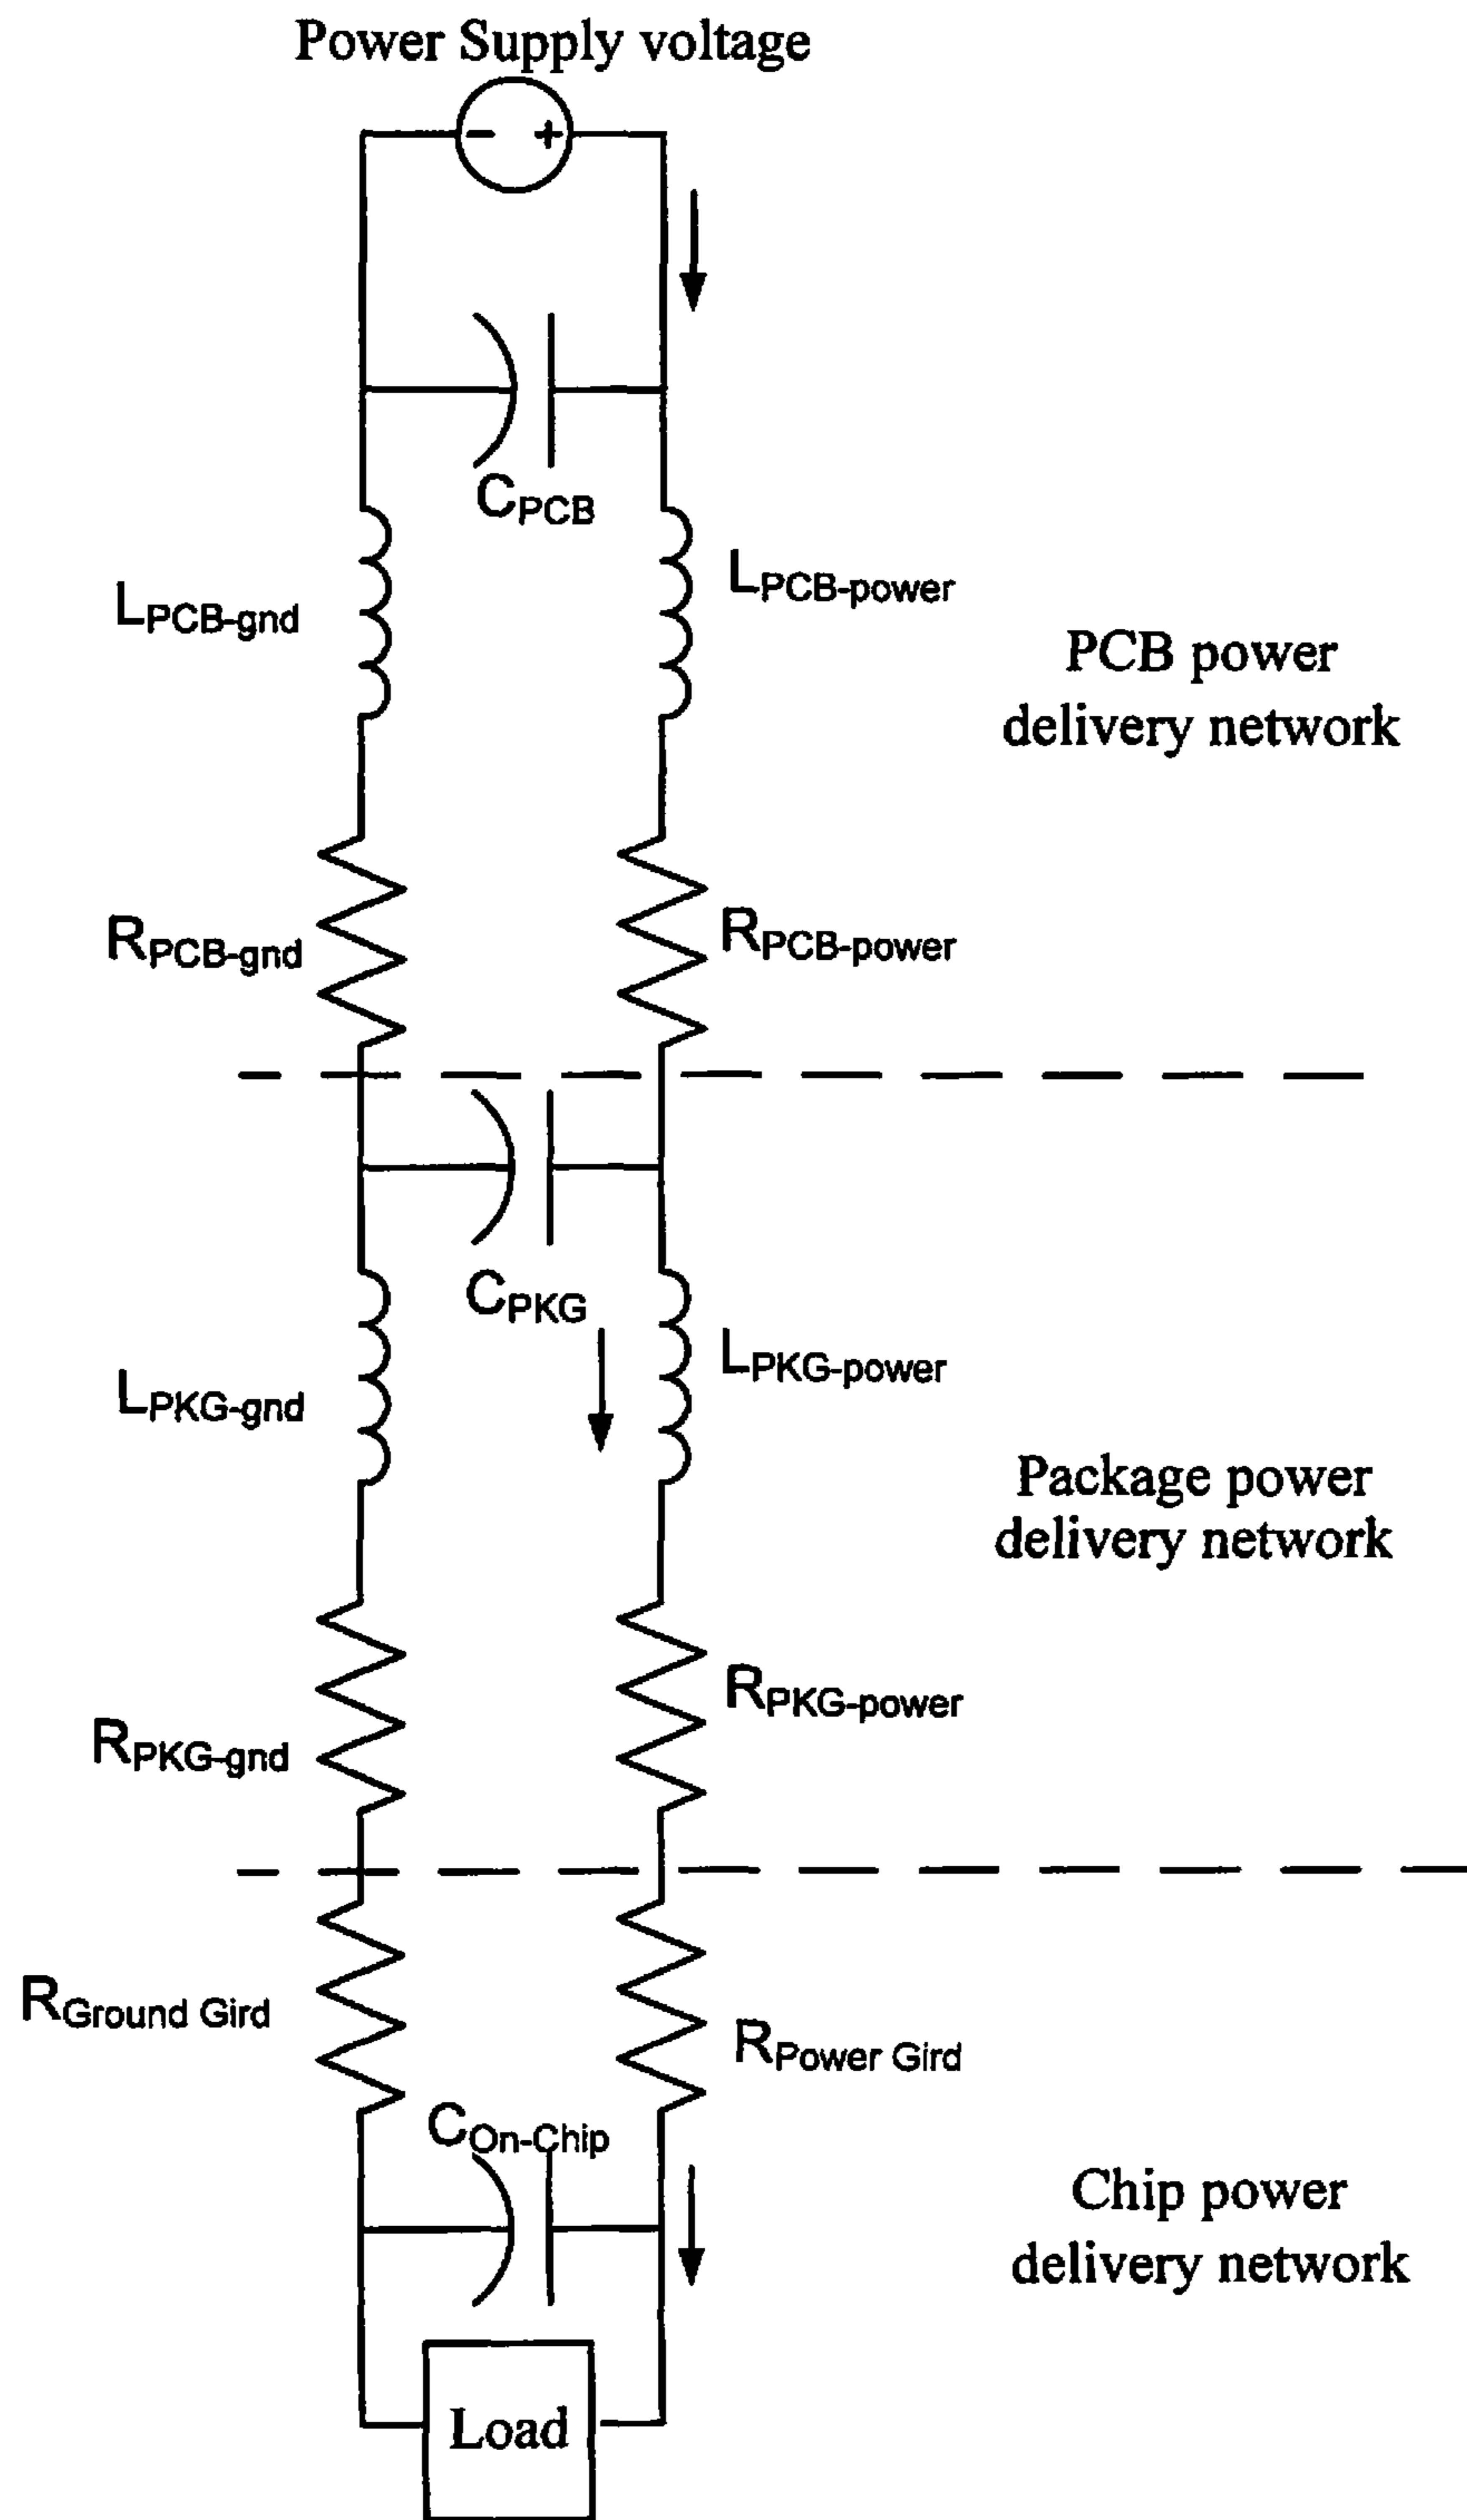 Power Supply voltage
- +
CPCB
LPCB-gnd
LPCB-power
PCB power
delivery network
RPCB-gnd
RPCB-power
CPKG
LPKG-gnd
LPKG-power
Package power
delivery network
RPKG-gnd
RPKG-power
RGround Gird
RPower Gird
COn-Chip
Chip power
delivery network
Load